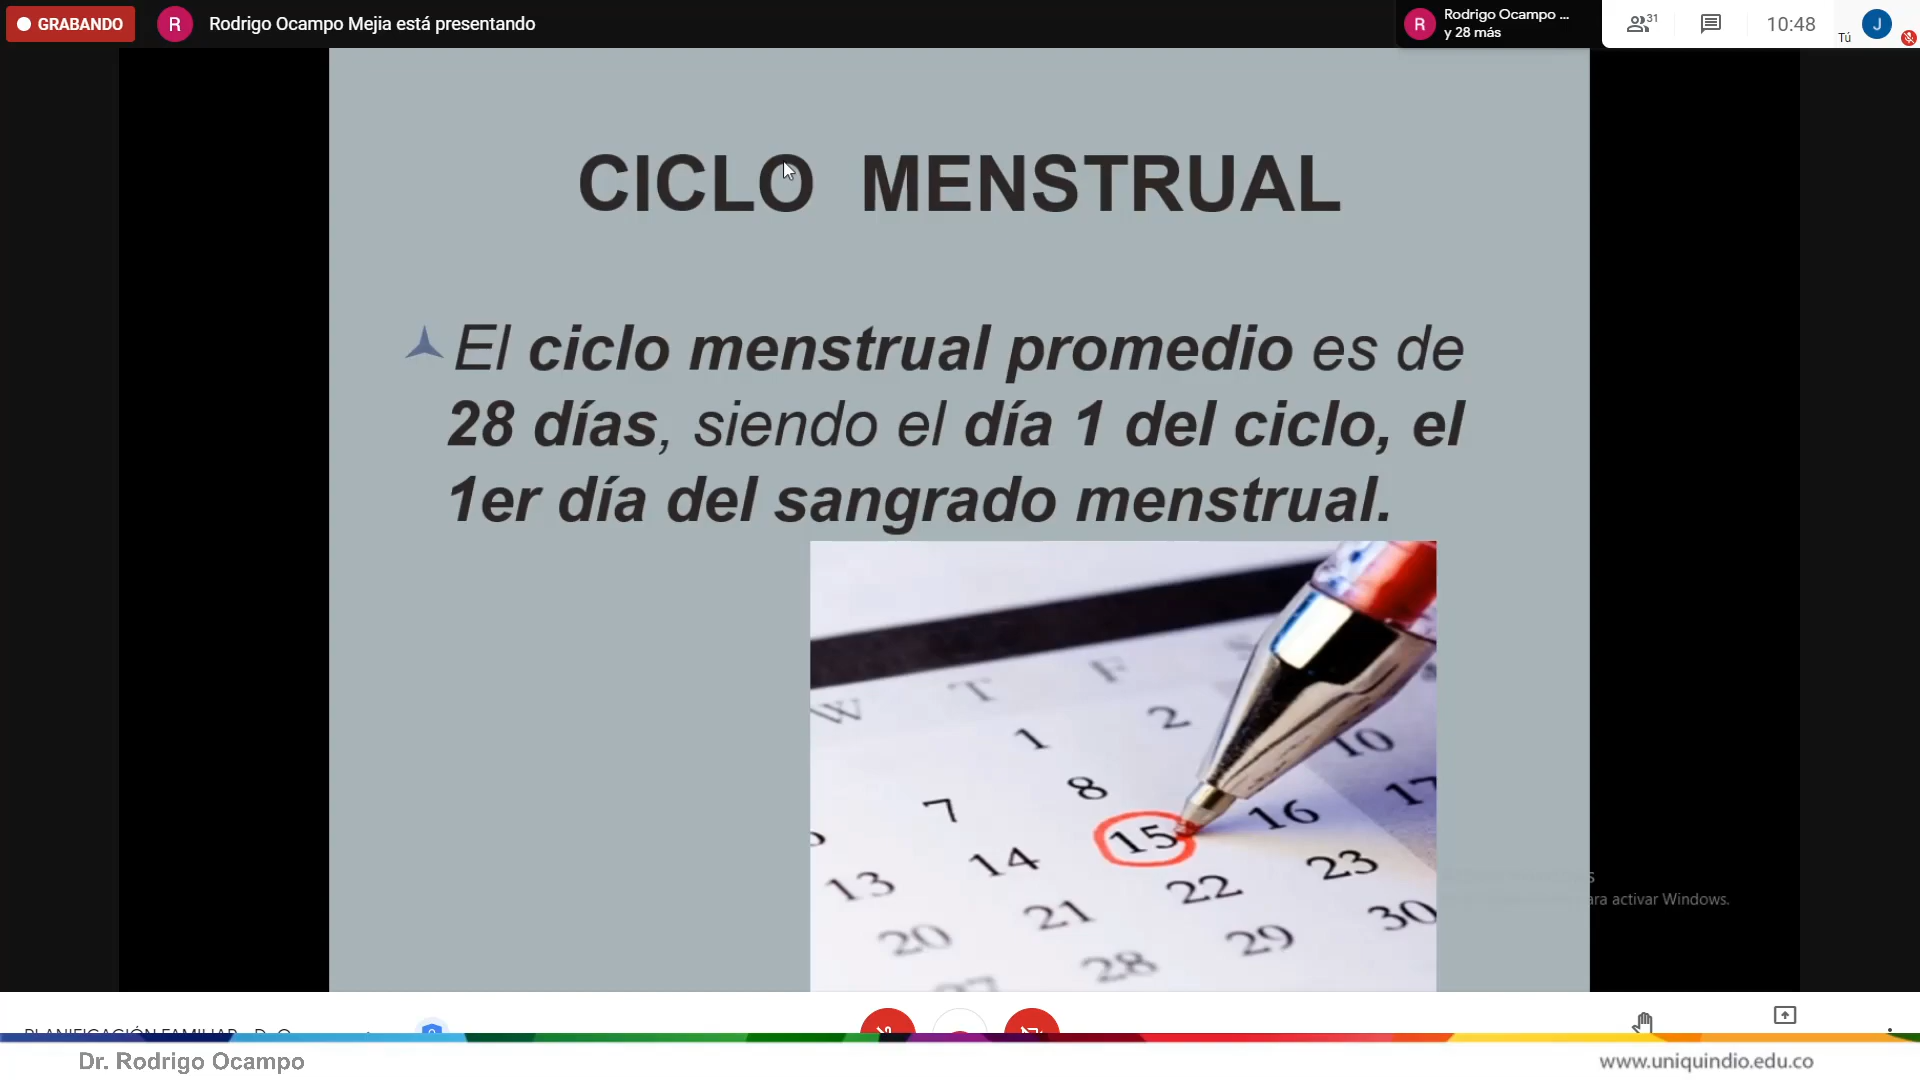 GRABANDO
R
Rodrigo Ocampo Mejia está presentando
R
Rodrigo Ocampo ...
y 28 más
31
10:48
Tú
J
CICLO MENSTRUAL
El ciclo menstrual promedio es de
28 días, siendo el día 1 del ciclo, el
1er día del sangrado menstrual.
W T F S
1 2
7 8 10
13 14 15 16 17
20 21 22 23
27 28 29 30
ara activar Windows.
PLANIFICACIÓN FAMILIAR
Dr. Rodrigo Ocampo
www.uniquindio.edu.co